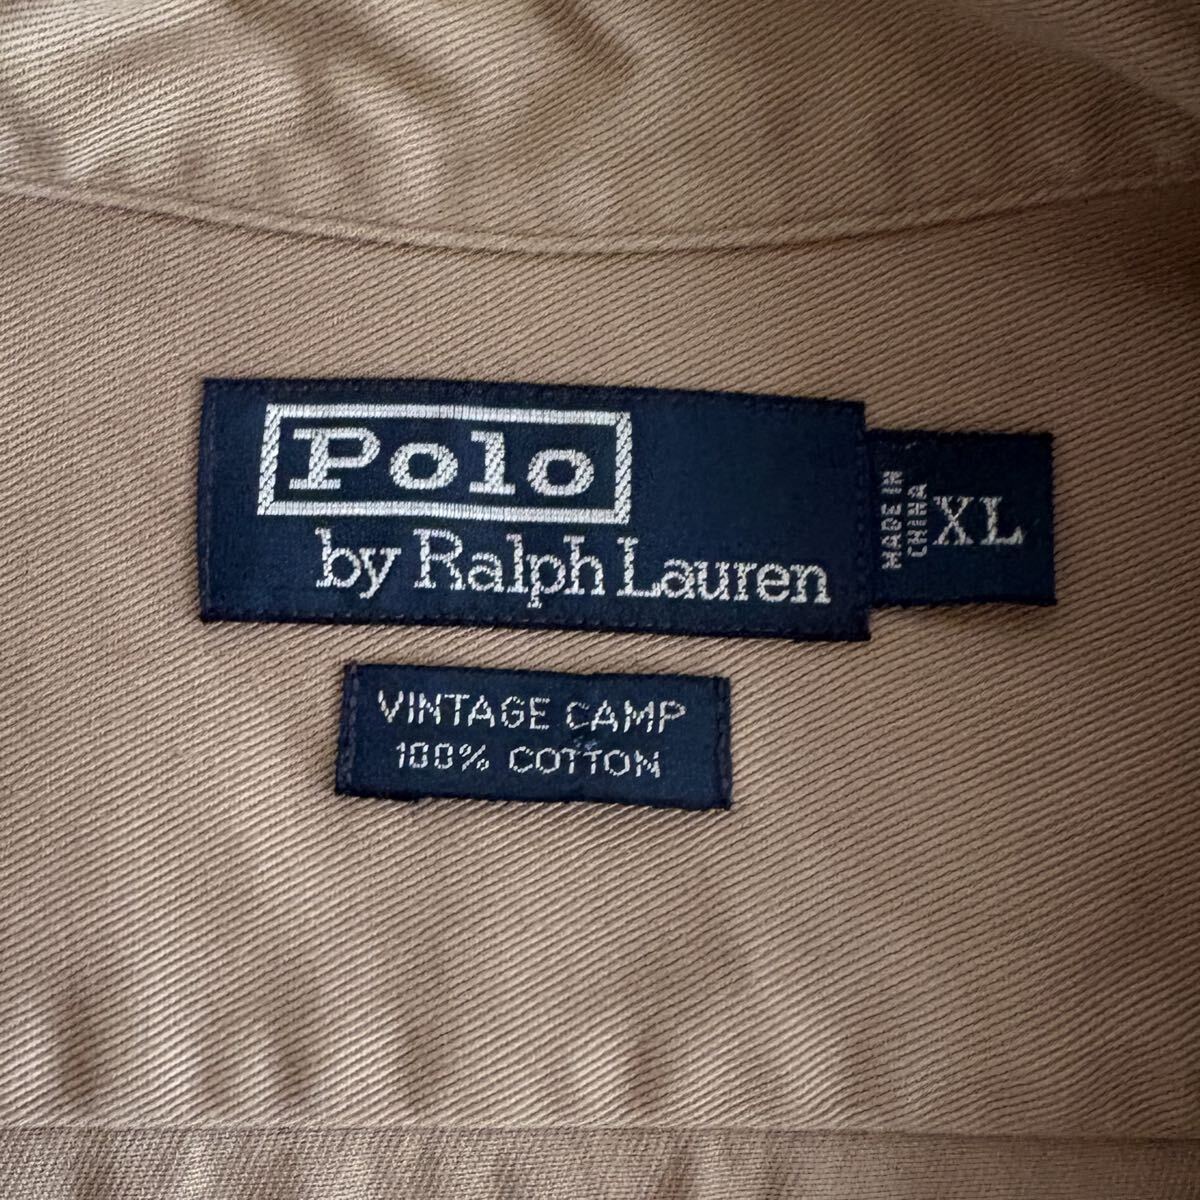 Polo
by Ralph Lauren
MADE IN
CHINA
XL
VINTAGE CAMP
100% COTTON